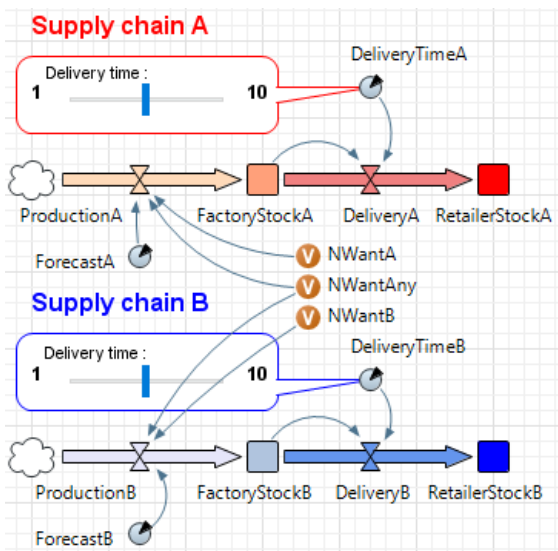 Supply chain A
DeliveryTimeA
Delivery time :
1 10
ProductionA FactoryStockA DeliveryA RetailerStockA
V NWantA
ForecastA
V NWantAny
Supply chain B
V NWantB
DeliveryTimeB
Delivery time :
1 10
ProductionB FactoryStockB DeliveryB RetailerStockB
ForecastB